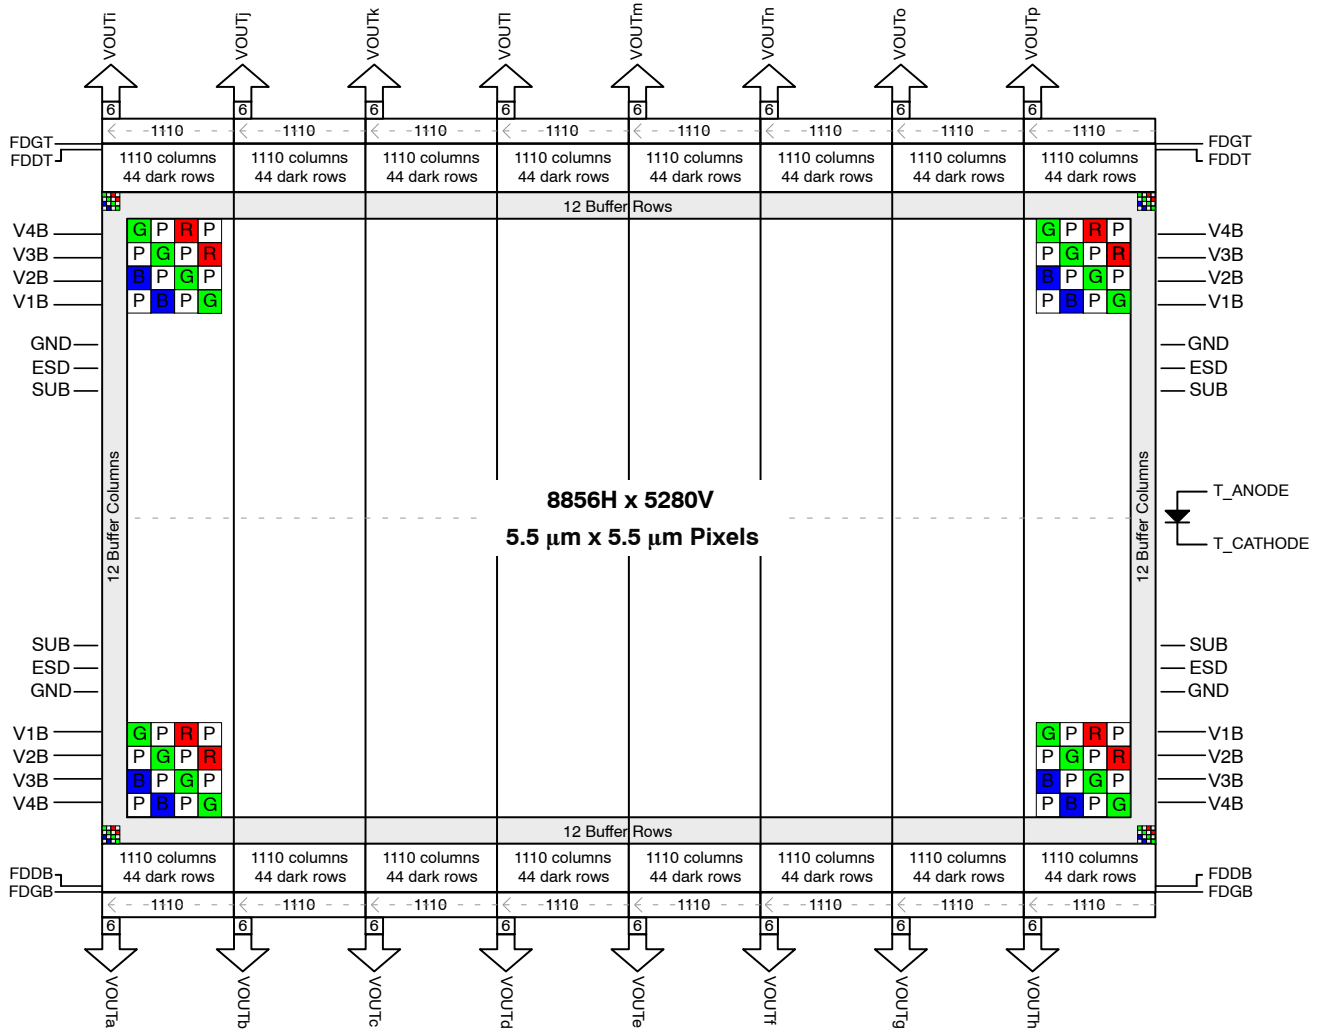 VOUTi VOUTj VOUTk VOUTl VOUTm VOUTn VOUTo VOUTp
6 6 6 6 6 6 6 6
1110 1110 1110 1110 1110 1110 1110 1110
FDGT FDGT
FDDT FDDT
1110 columns 1110 columns 1110 columns 1110 columns 1110 columns 1110 columns 1110 columns 1110 columns
44 dark rows 44 dark rows 44 dark rows 44 dark rows 44 dark rows 44 dark rows 44 dark rows 44 dark rows
12 Buffer Rows
V4B G P R P G P R P V4B
V3B P G P R P G P R V3B
V2B B P G P B P G P V2B
V1B P B P G P B P G V1B
GND GND
ESD ESD
SUB SUB
12 Buffer Columns
12 Buffer Columns
8856H x 5280V
5.5 μm x 5.5 μm Pixels
T_ANODE
T_CATHODE
SUB SUB
ESD ESD
GND GND
V1B G P R P G P R P V1B
V2B P G P R P G P R V2B
V3B B P G P B P G P V3B
V4B P B P G P B P G V4B
12 Buffer Rows
1110 columns 1110 columns 1110 columns 1110 columns 1110 columns 1110 columns 1110 columns 1110 columns
44 dark rows 44 dark rows 44 dark rows 44 dark rows 44 dark rows 44 dark rows 44 dark rows 44 dark rows
FDDB FDDB
FDGB FDGB
1110 1110 1110 1110 1110 1110 1110 1110
6 6 6 6 6 6 6 6
VOUTa VOUTb VOUTc VOUTd VOUTe VOUTf VOUTg VOUTh